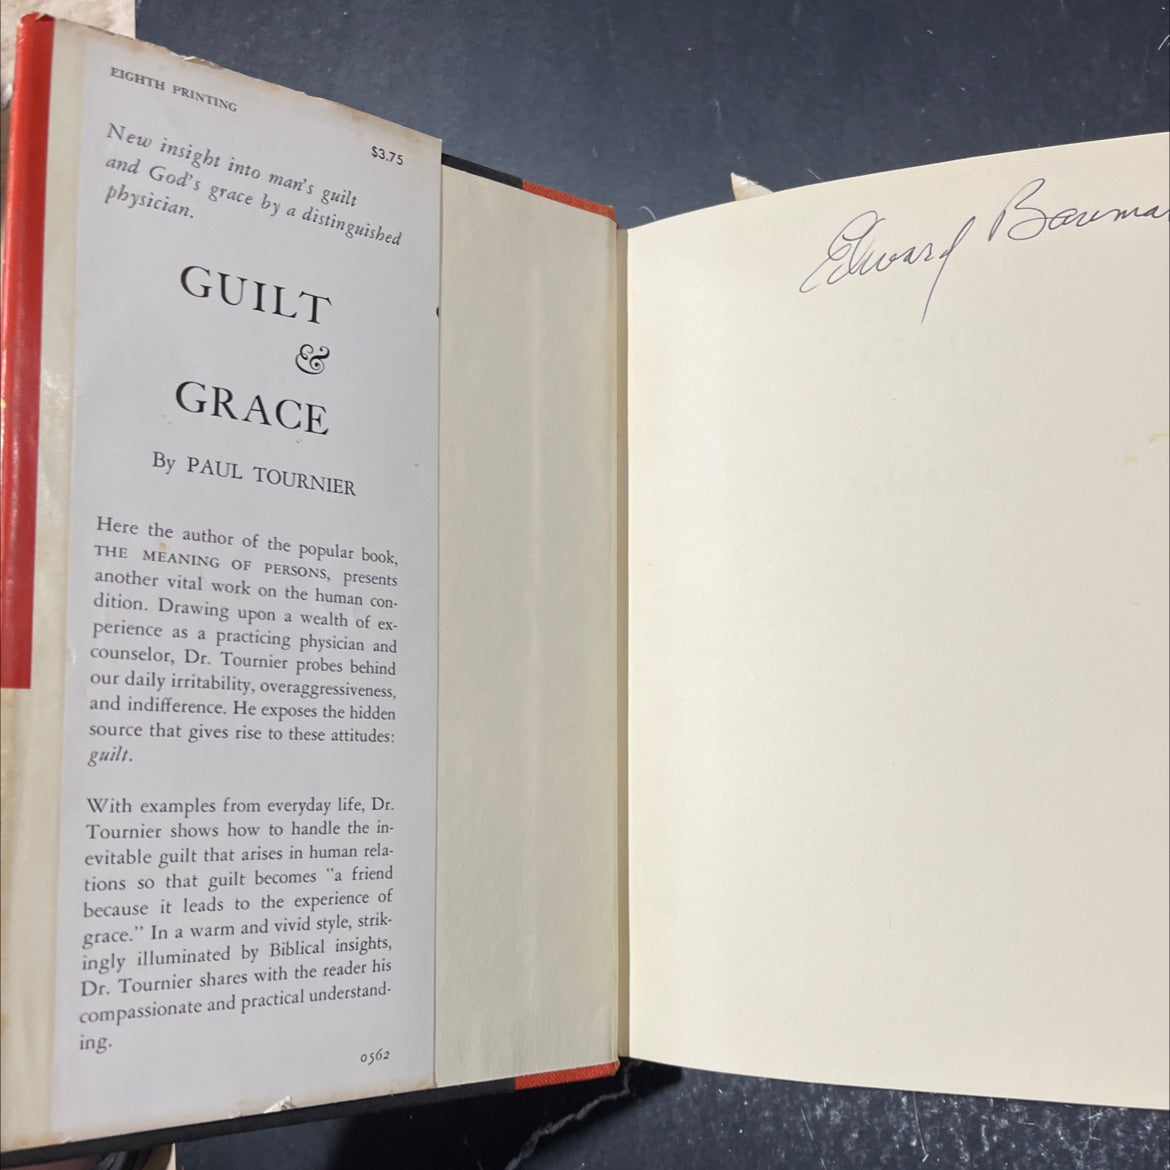 EIGHTH PRINTING
$3.75
New insight into man's guilt
and God's grace by a distinguished
physician.
GUILT
&
GRACE
By PAUL TOURNIER
Here the author of the popular book,
THE MEANING OF PERSONS, presents
another vital work on the human con-
dition. Drawing upon a wealth of ex-
perience as a practicing physician and
counselor, Dr. Tournier probes behind
our daily irritability, overaggressiveness,
and indifference. He exposes the hidden
source that gives rise to these attitudes:
guilt.
With examples from everyday life, Dr.
Tournier shows how to handle the in-
evitable guilt that arises in human rela-
tions so that guilt becomes "a friend
because it leads to the experience of
grace." In a warm and vivid style, strik-
ingly illuminated by Biblical insights,
Dr. Tournier shares with the reader his
compassionate and practical understand-
ing.
0562
Edward